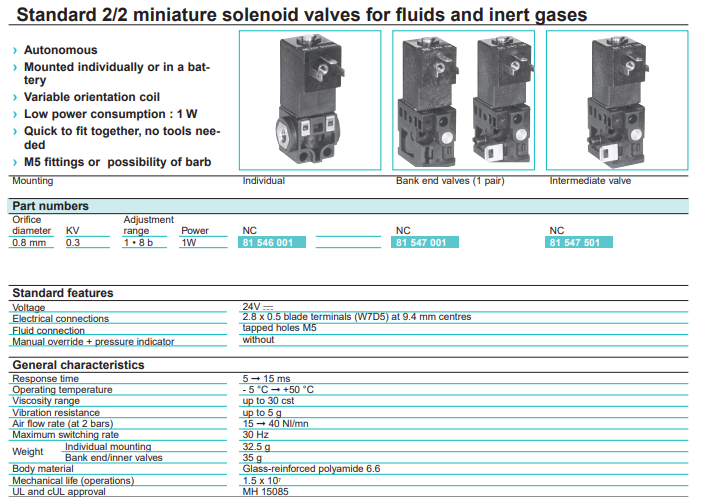 Standard 2/2 miniature solenoid valves for fluids and inert gases
› Autonomous
› Mounted individually or in a bat-
tery
› Variable orientation coil
› Low power consumption : 1 W
› Quick to fit together, no tools nee-
ded
› M5 fittings or possibility of barb
Mounting Individual Bank end valves (1 pair) Intermediate valve
Part numbers
Orifice Adjustment
diameter KV range Power NC NC NC
0.8 mm 0.3 1 • 8 b 1W 81 546 001 81 547 001 81 547 501
Standard features
Voltage 24V ⎓
Electrical connections 2.8 x 0.5 blade terminals (W7D5) at 9.4 mm centres
Fluid connection tapped holes M5
Manual override + pressure indicator without
General characteristics
Response time 5 → 15 ms
Operating temperature - 5 °C → +50 °C
Viscosity range up to 30 cst
Vibration resistance up to 5 g
Air flow rate (at 2 bars) 15 → 40 Nl/mn
Maximum switching rate 30 Hz
Weight Individual mounting 32.5 g
Bank end/inner valves 35 g
Body material Glass-reinforced polyamide 6.6
Mechanical life (operations) 1.5 x 10⁷
UL and cUL approval MH 15085